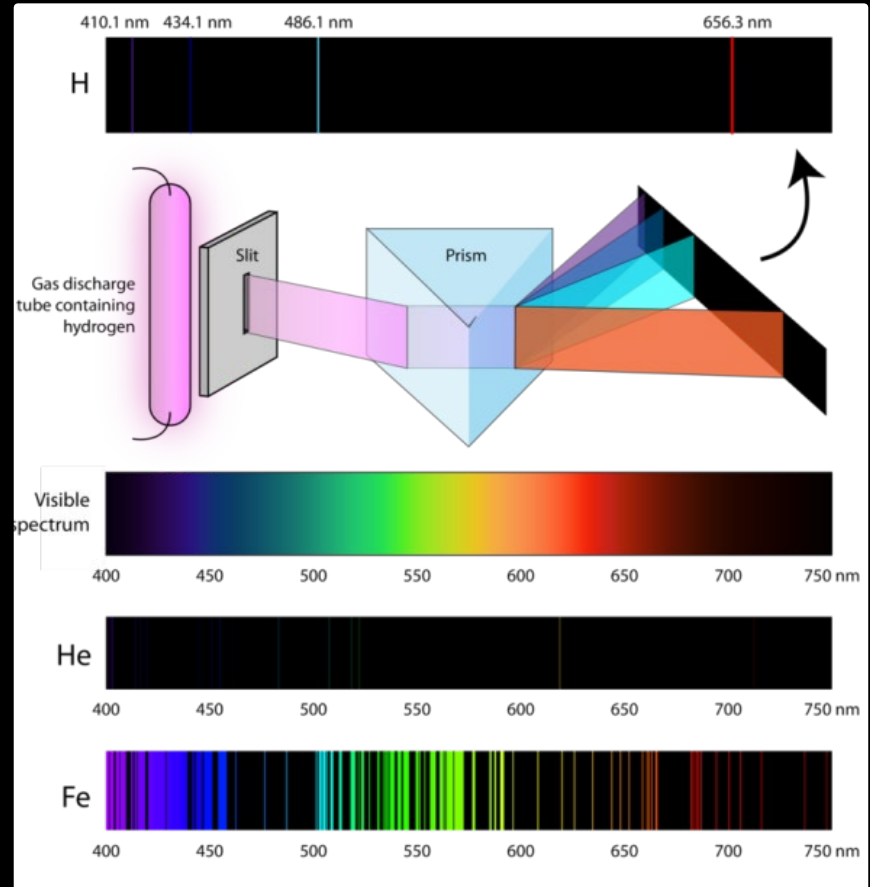 410.1 nm 434.1 nm 486.1 nm 656.3 nm
H
Slit
Prism
Gas discharge
tube containing
hydrogen
Visible
spectrum
400 450 500 550 600 650 700 750 nm
He
400 450 500 550 600 650 700 750 nm
Fe
400 450 500 550 600 650 700 750 nm